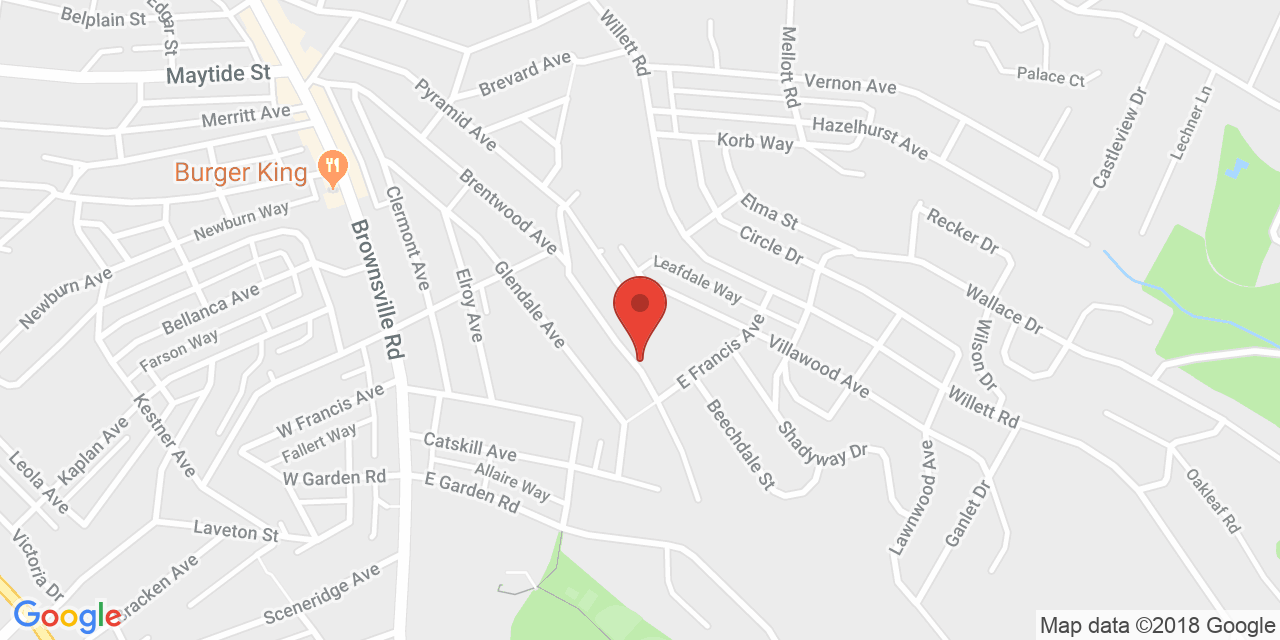 Belplain St
Edgar St
Willett Rd
Mellott Rd
Maytide St
Brevard Ave
Vernon Ave
Palace Ct
Pyramid Ave
Merritt Ave
Hazelhurst Ave
Castleview Dr
Lechner Ln
Korb Way
Burger King
Clermont Ave
Brentwood Ave
Newburn Way
Elma St
Circle Dr
Recker Dr
Brownsville Rd
Leafdale Way
Newburn Ave
Bellanca Ave
Elroy Ave
Glendale Ave
Wallace Dr
Wilson Dr
Farson Way
E Francis Ave
Villawood Ave
W Francis Ave
Fallert Way
Kestner Ave
Kaplan Ave
Beechdale St
Shadyway Dr
Willett Rd
Catskill Ave
Allaire Way
Leola Ave
W Garden Rd
E Garden Rd
Lawnwood Ave
Ganlet Dr
Oakleaf Rd
Laveton St
Victoria Dr
Bracken Ave
Sceneridge Ave
Google
Map data ©2018 Google